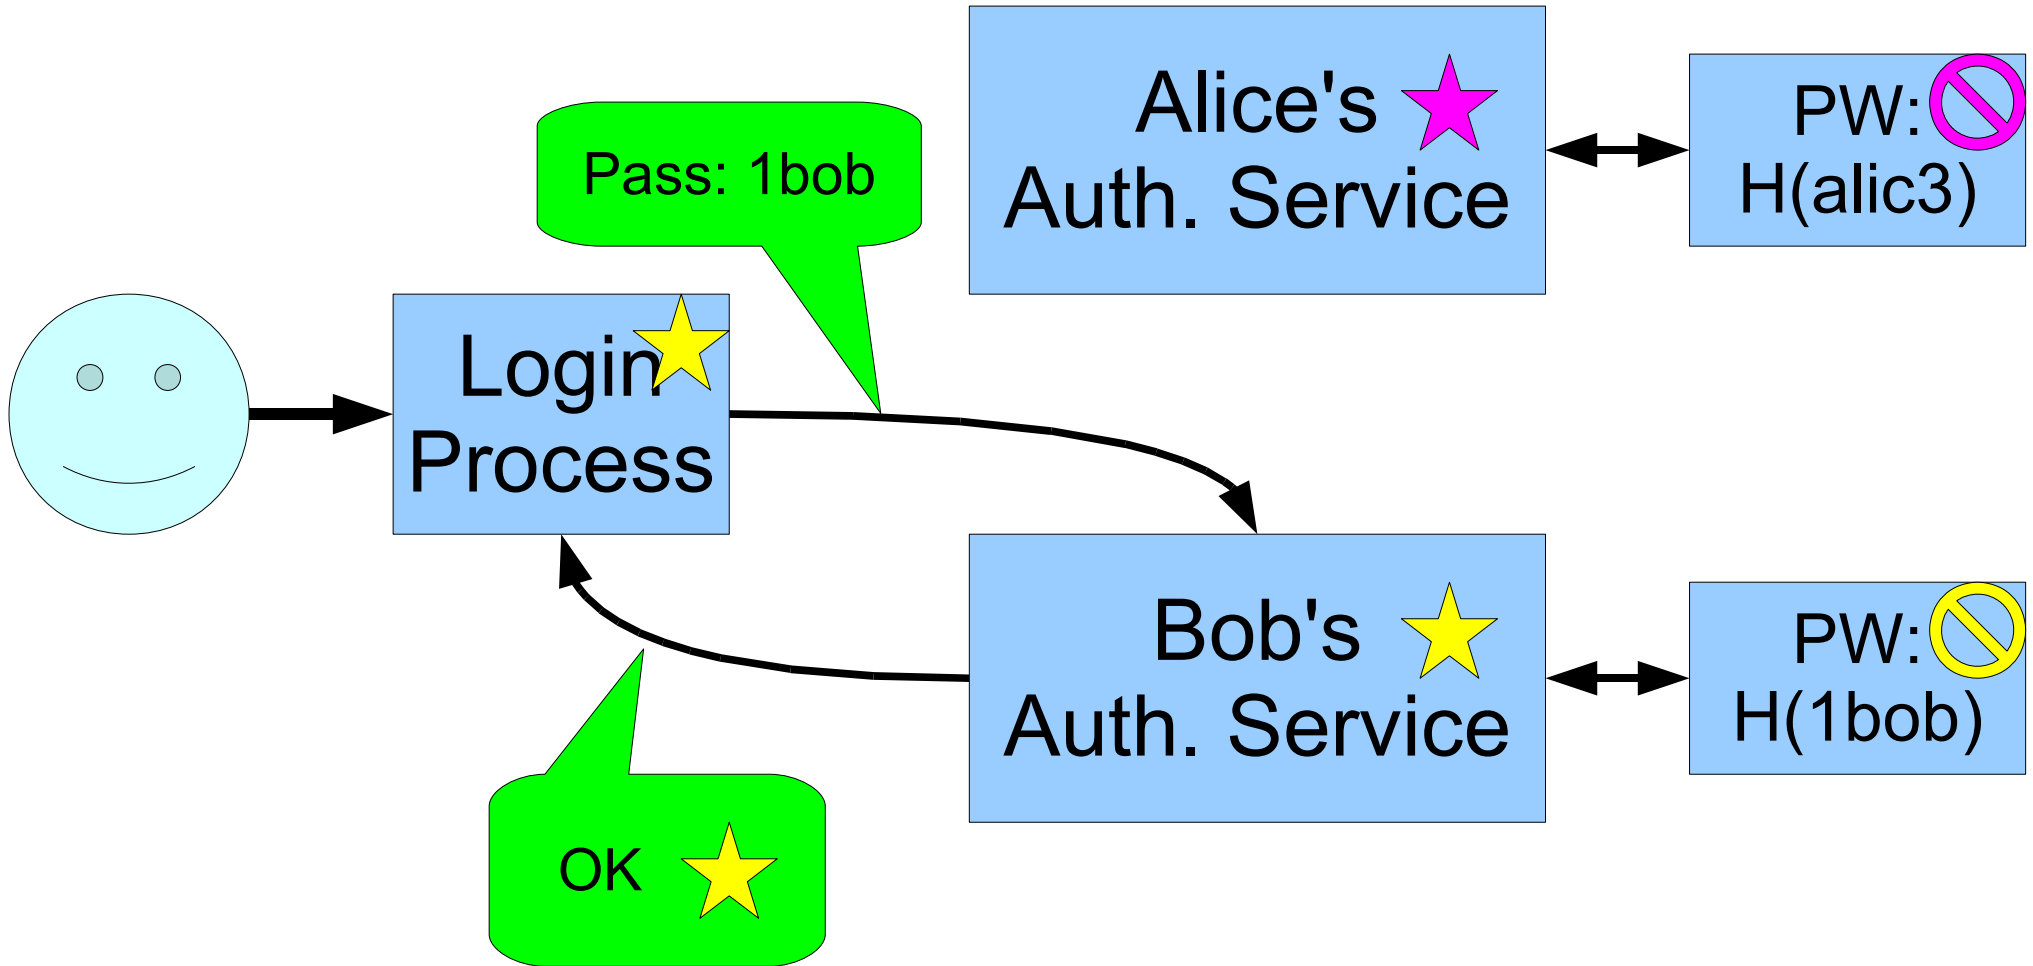 Alice's
Auth. Service
PW:
H(alic3)
Pass: 1bob
Login
Process
Bob's
Auth. Service
PW:
H(1bob)
OK